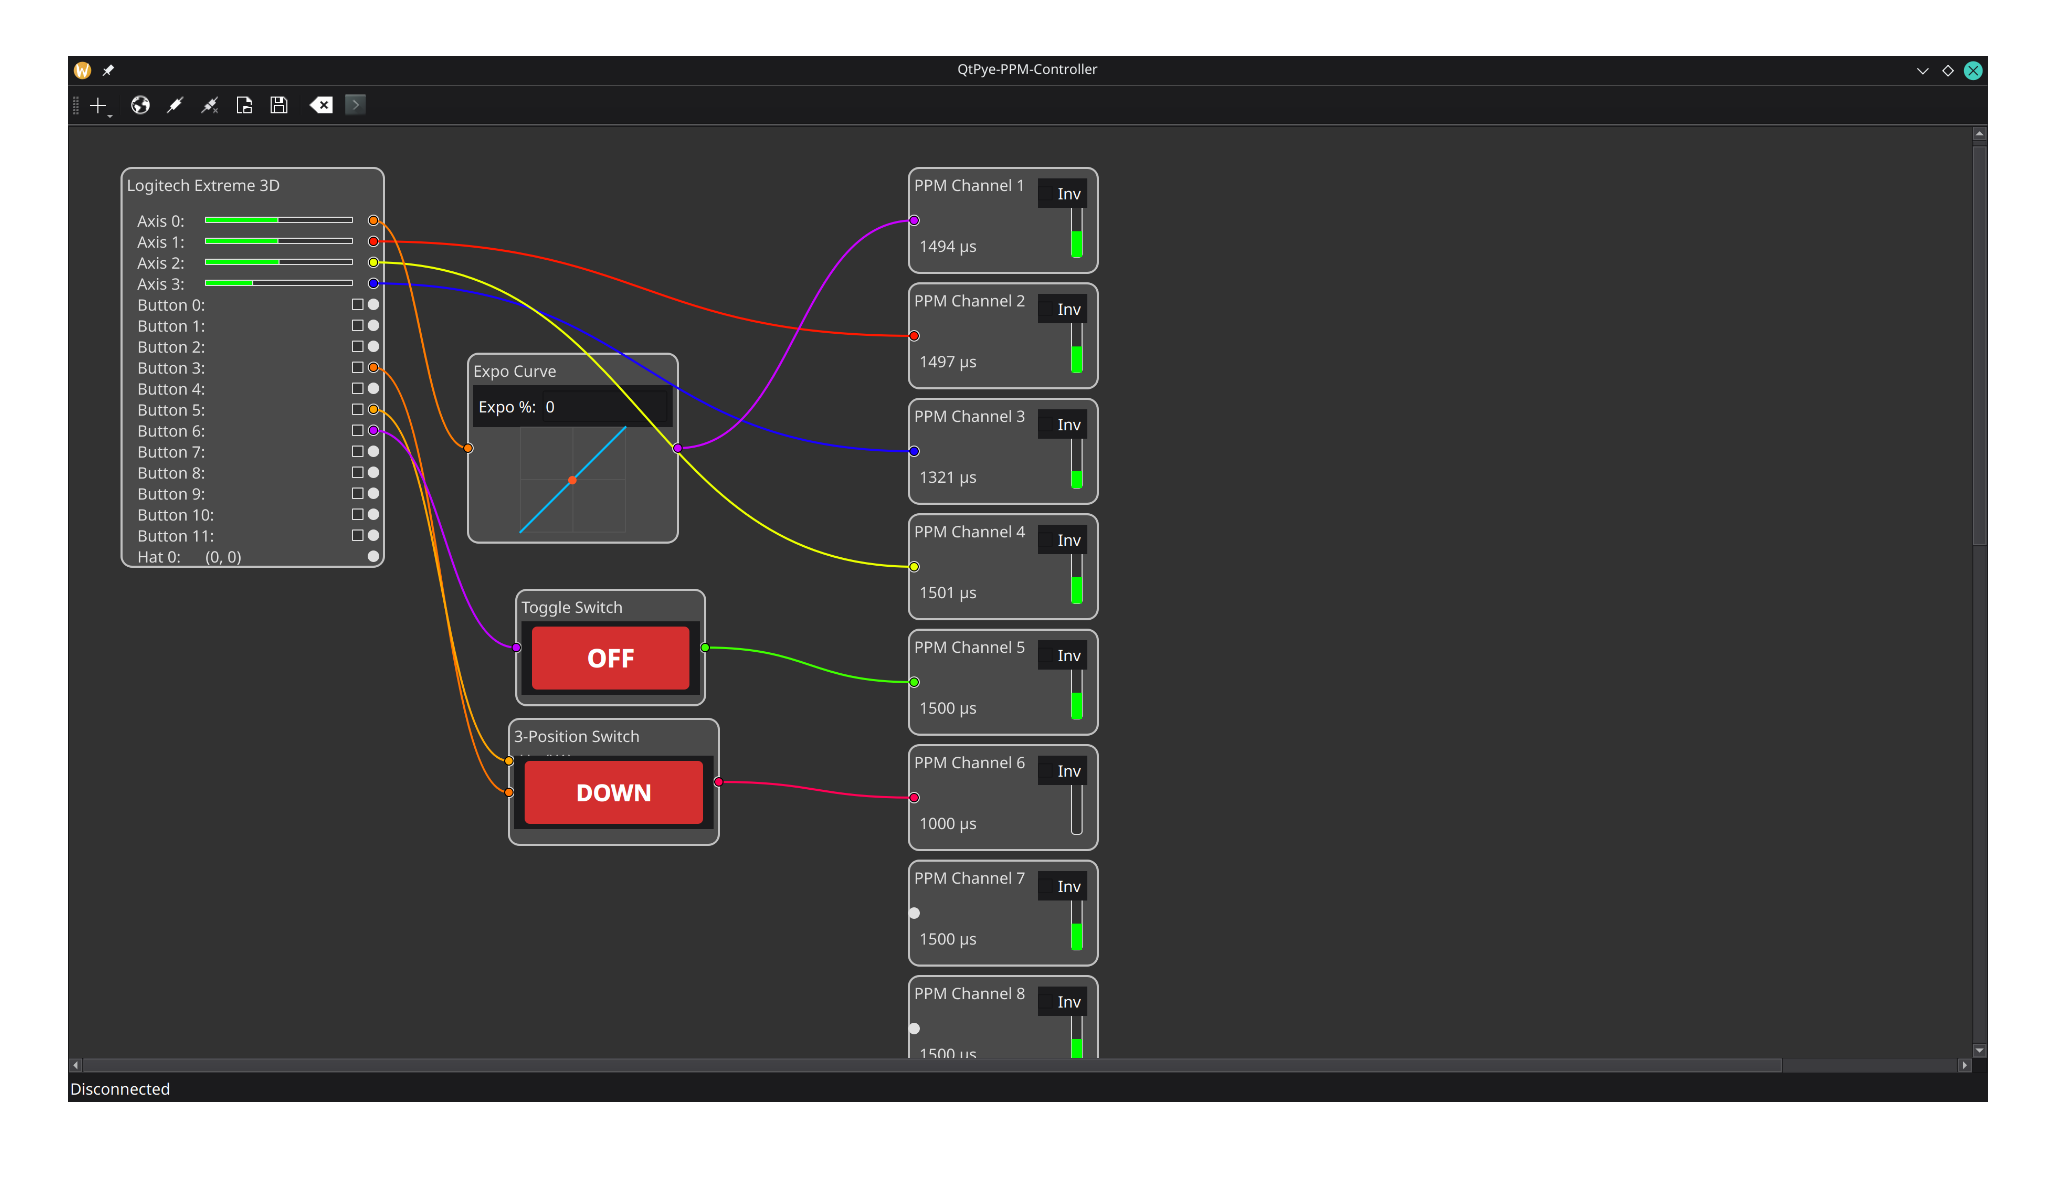 QtPye-PPM-Controller
Logitech Extreme 3D
Axis 0:
Axis 1:
Axis 2:
Axis 3:
Button 0:
Button 1:
Button 2:
Button 3:
Button 4:
Button 5:
Button 6:
Button 7:
Button 8:
Button 9:
Button 10:
Button 11:
Hat 0: (0, 0)
Expo Curve
Expo %: 0
Toggle Switch
OFF
3-Position Switch
DOWN
PPM Channel 1
Inv
1494 µs
PPM Channel 2
Inv
1497 µs
PPM Channel 3
Inv
1321 µs
PPM Channel 4
Inv
1501 µs
PPM Channel 5
Inv
1500 µs
PPM Channel 6
Inv
1000 µs
PPM Channel 7
Inv
1500 µs
PPM Channel 8
Inv
1500 µs
Disconnected